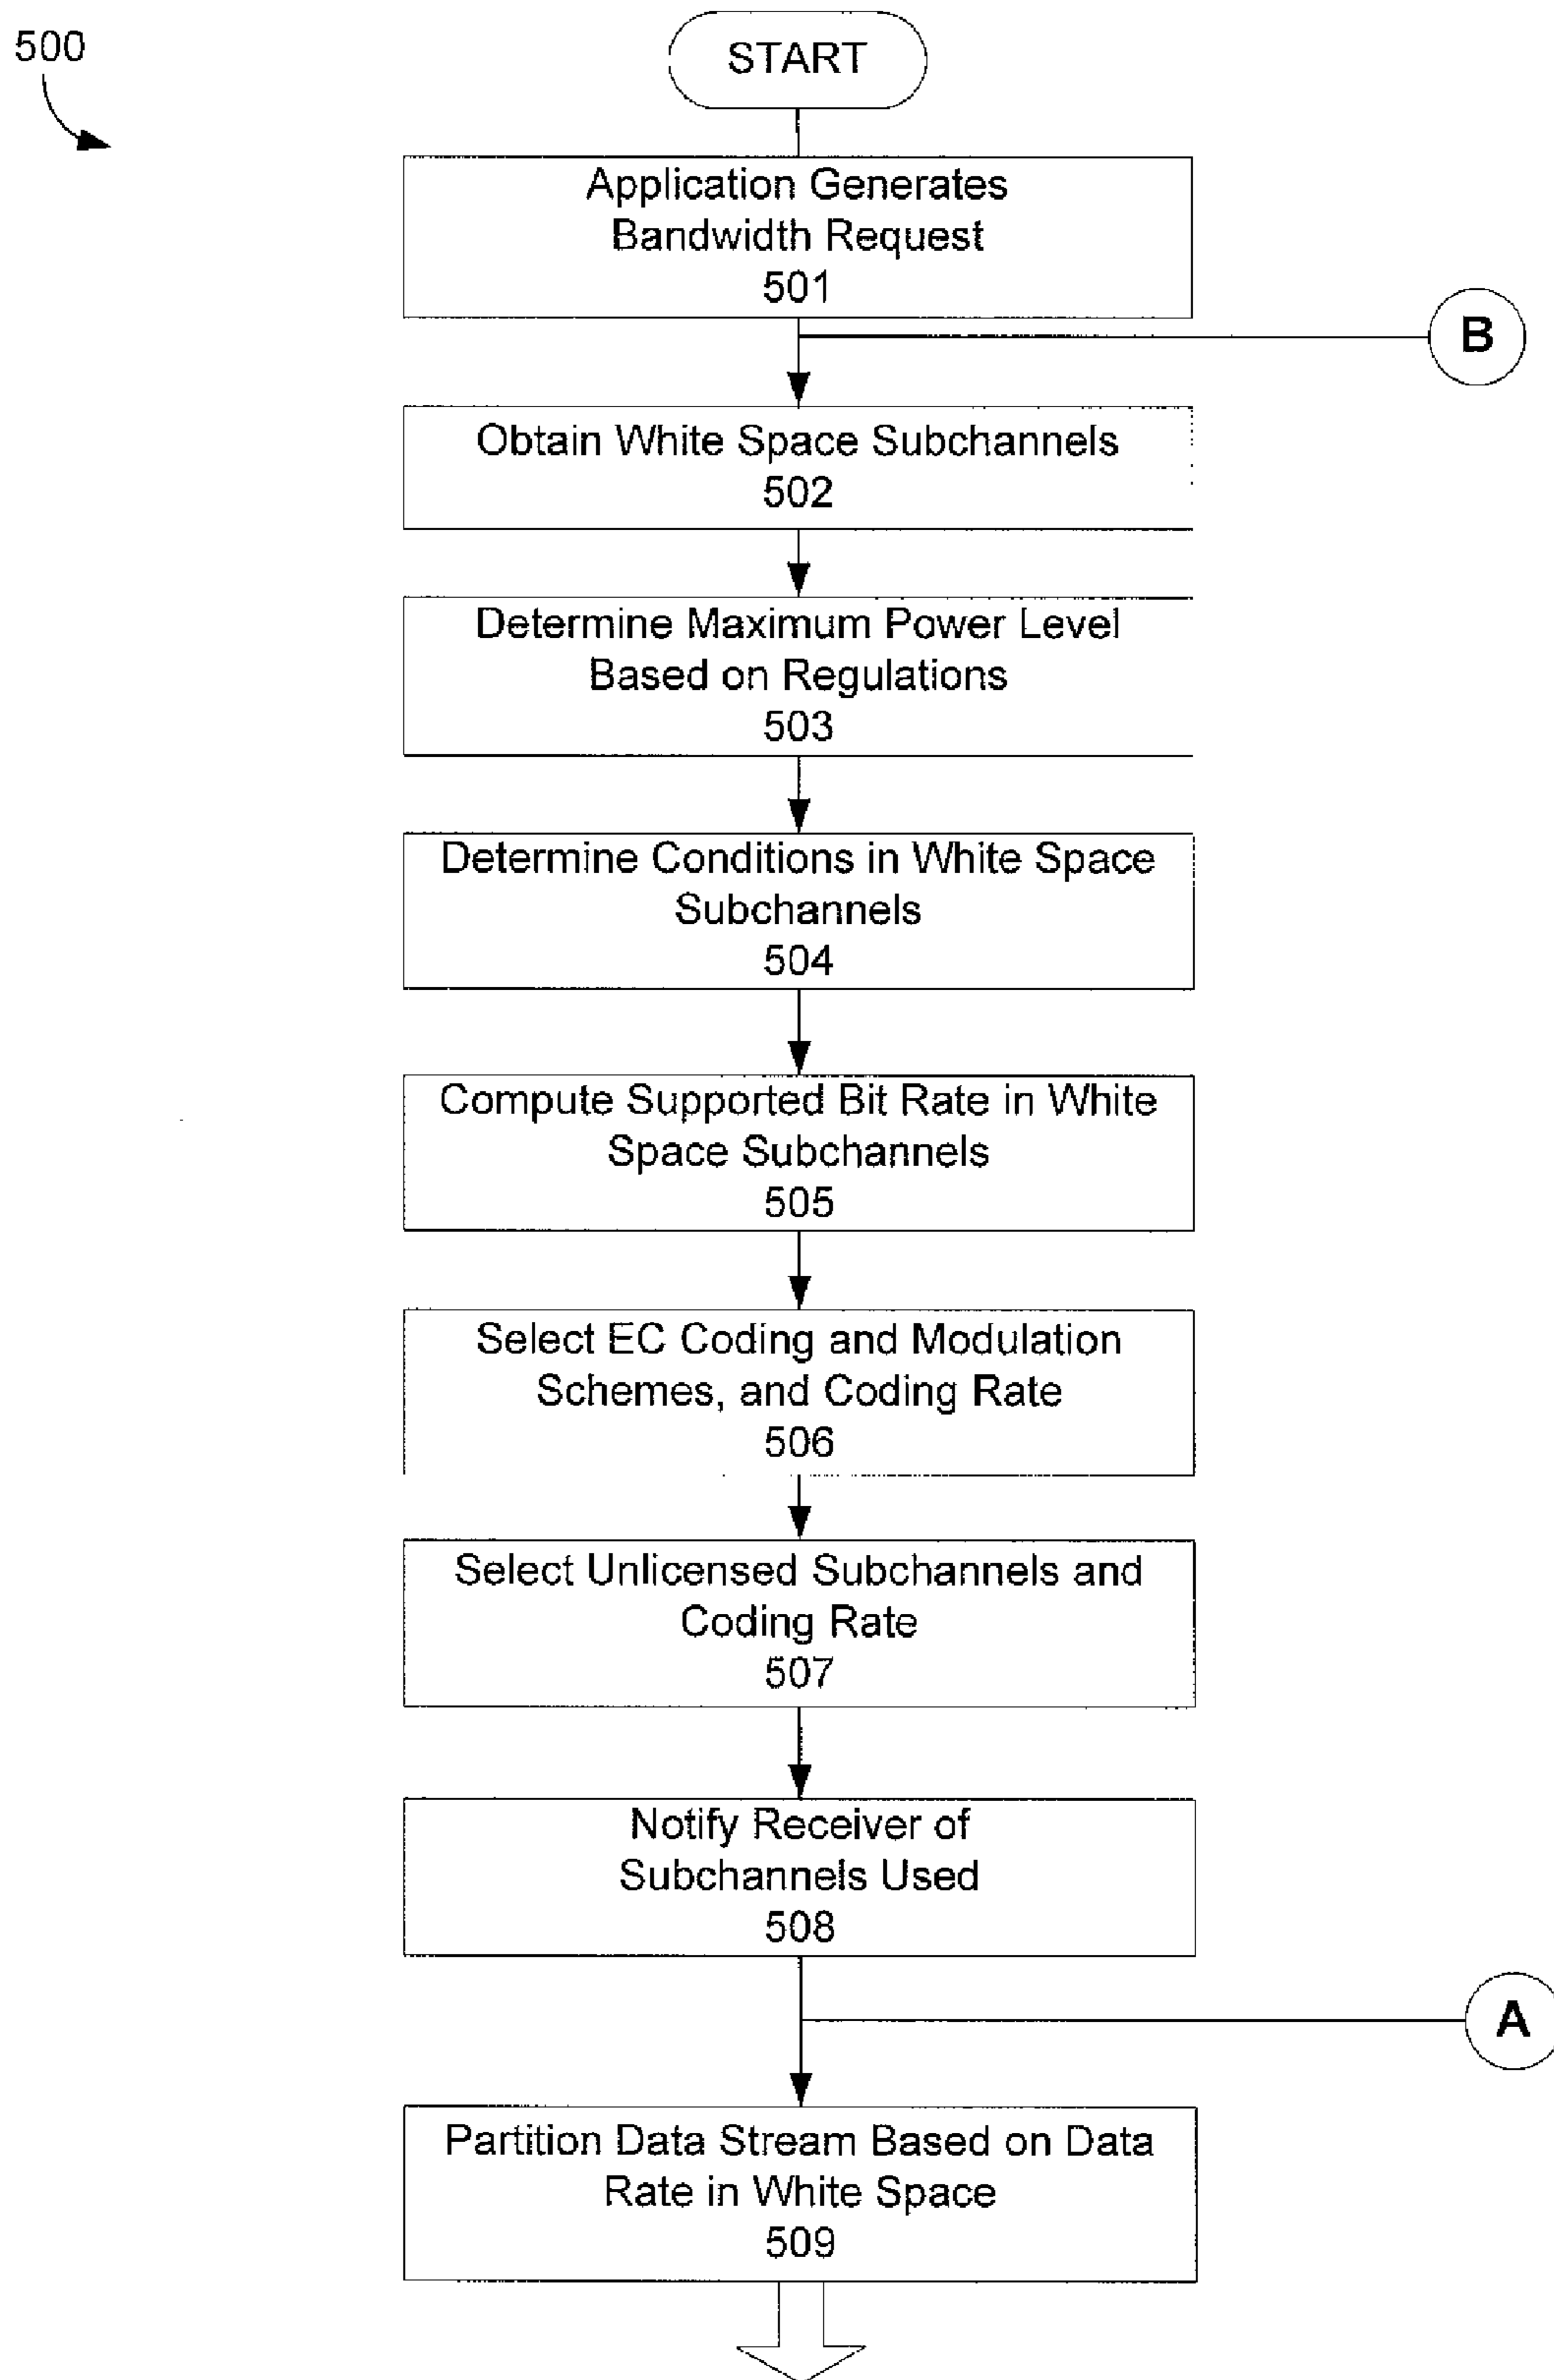 500
START
Application Generates
Bandwidth Request
501
B
Obtain White Space Subchannels
502
Determine Maximum Power Level
Based on Regulations
503
Determine Conditions in White Space
Subchannels
504
Compute Supported Bit Rate in White
Space Subchannels
505
Select EC Coding and Modulation
Schemes, and Coding Rate
506
Select Unlicensed Subchannels and
Coding Rate
507
Notify Receiver of
Subchannels Used
508
A
Partition Data Stream Based on Data
Rate in White Space
509